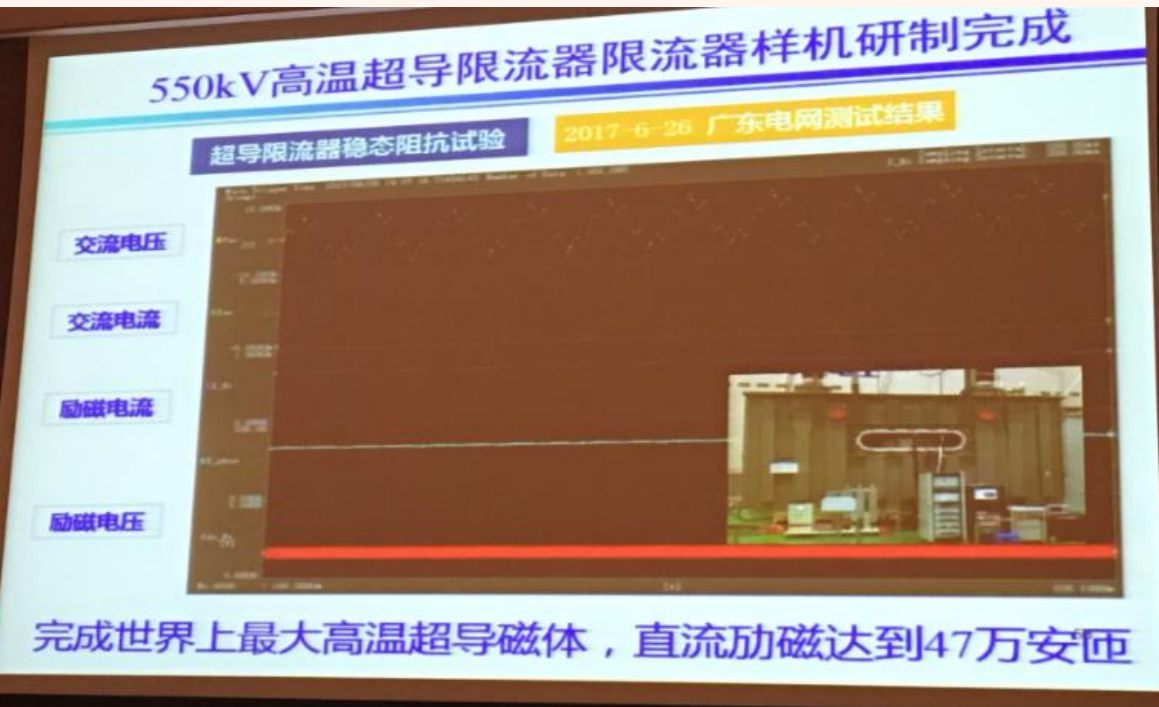 550kV高温超导限流器限流器样机研制完成
超导限流器稳态阻抗试验
2017-6-26 广东电网测试结果
交流电压
交流电流
励磁电流
励磁电压
完成世界上最大高温超导磁体，直流励磁达到47万安匝